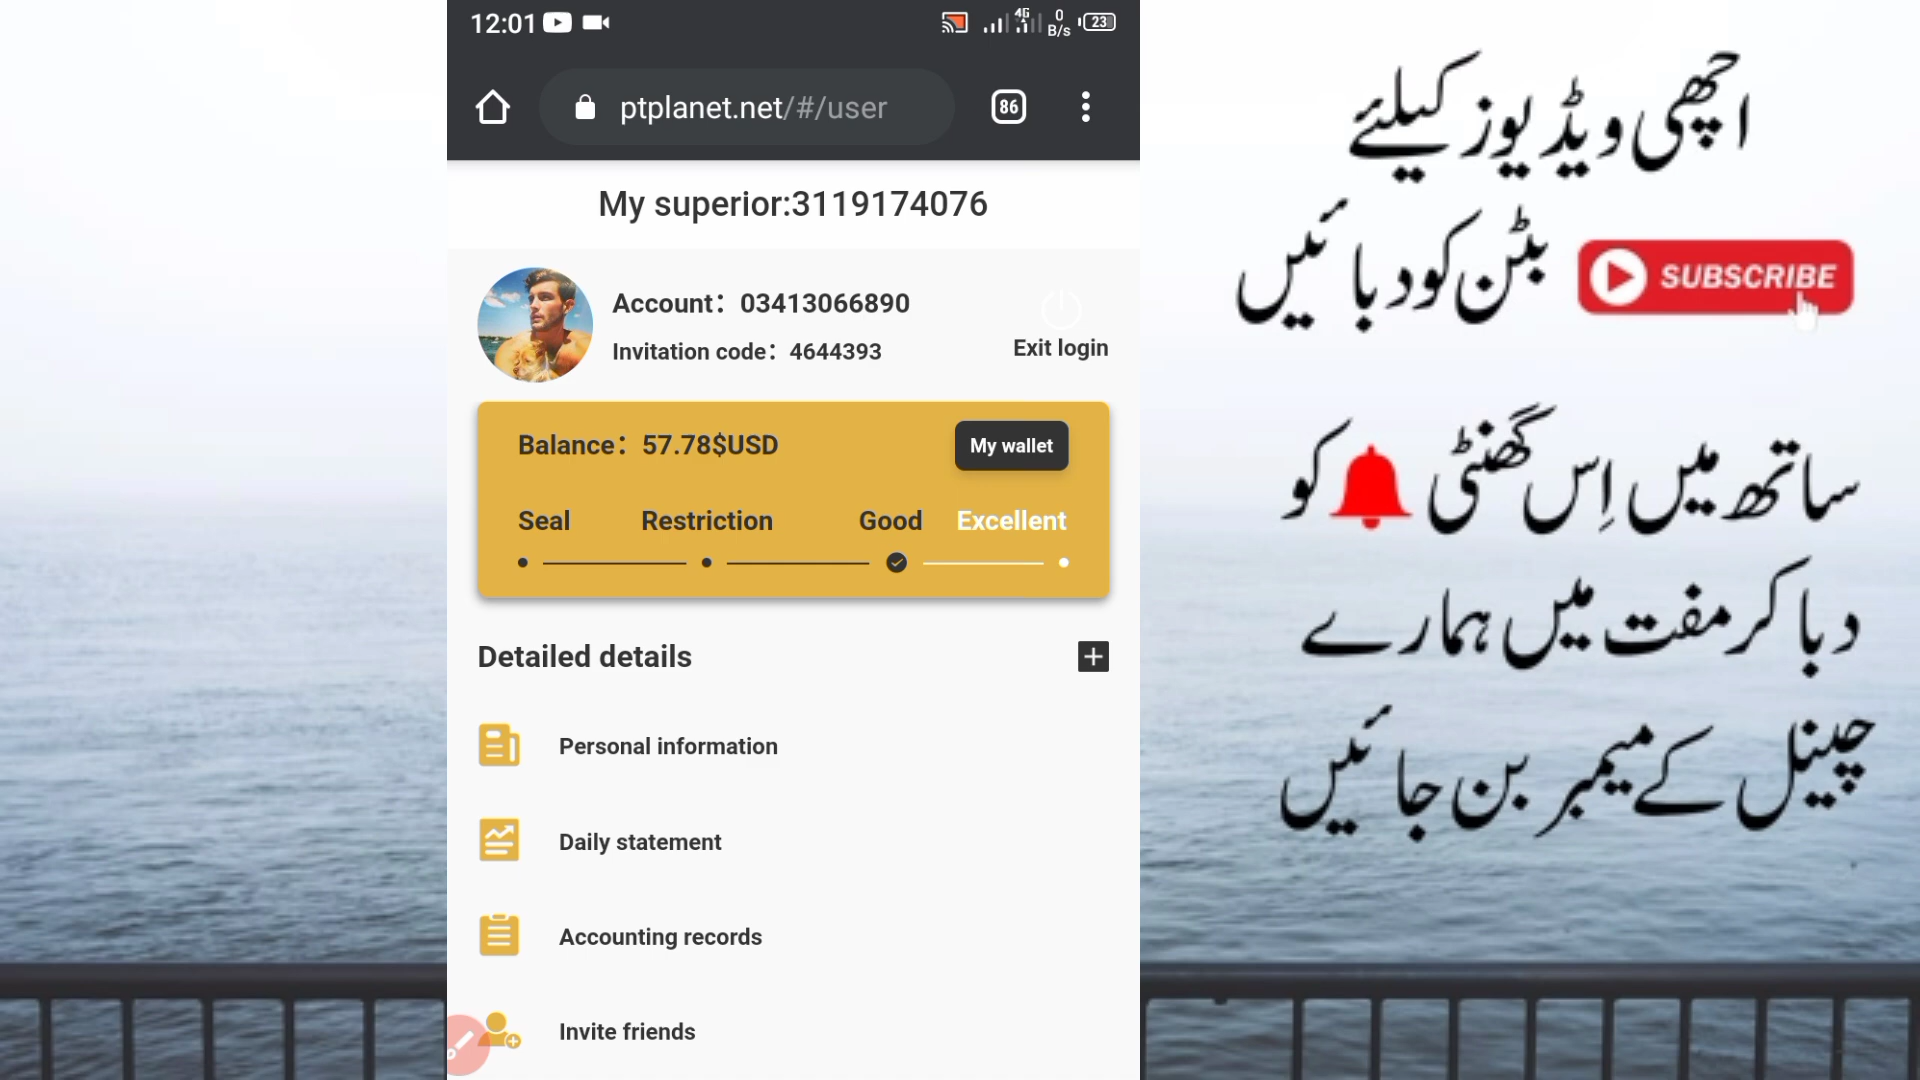 12:01
4G
0 B/s
23
ptplanet.net/#/user
86
My superior:3119174076
Account：03413066890
Invitation code：4644393
Exit login
Balance：57.78$USD
My wallet
Seal Restriction Good Excellent
Detailed details
Personal information
Daily statement
Accounting records
Invite friends
اچھی ویڈیوز کیلئے
SUBSCRIBE بٹن کو دبائیں
ساتھ میں اِس گھنٹی کو
دبا کر مفت میں ہمارے
چینل کے میمبر بن جائیں